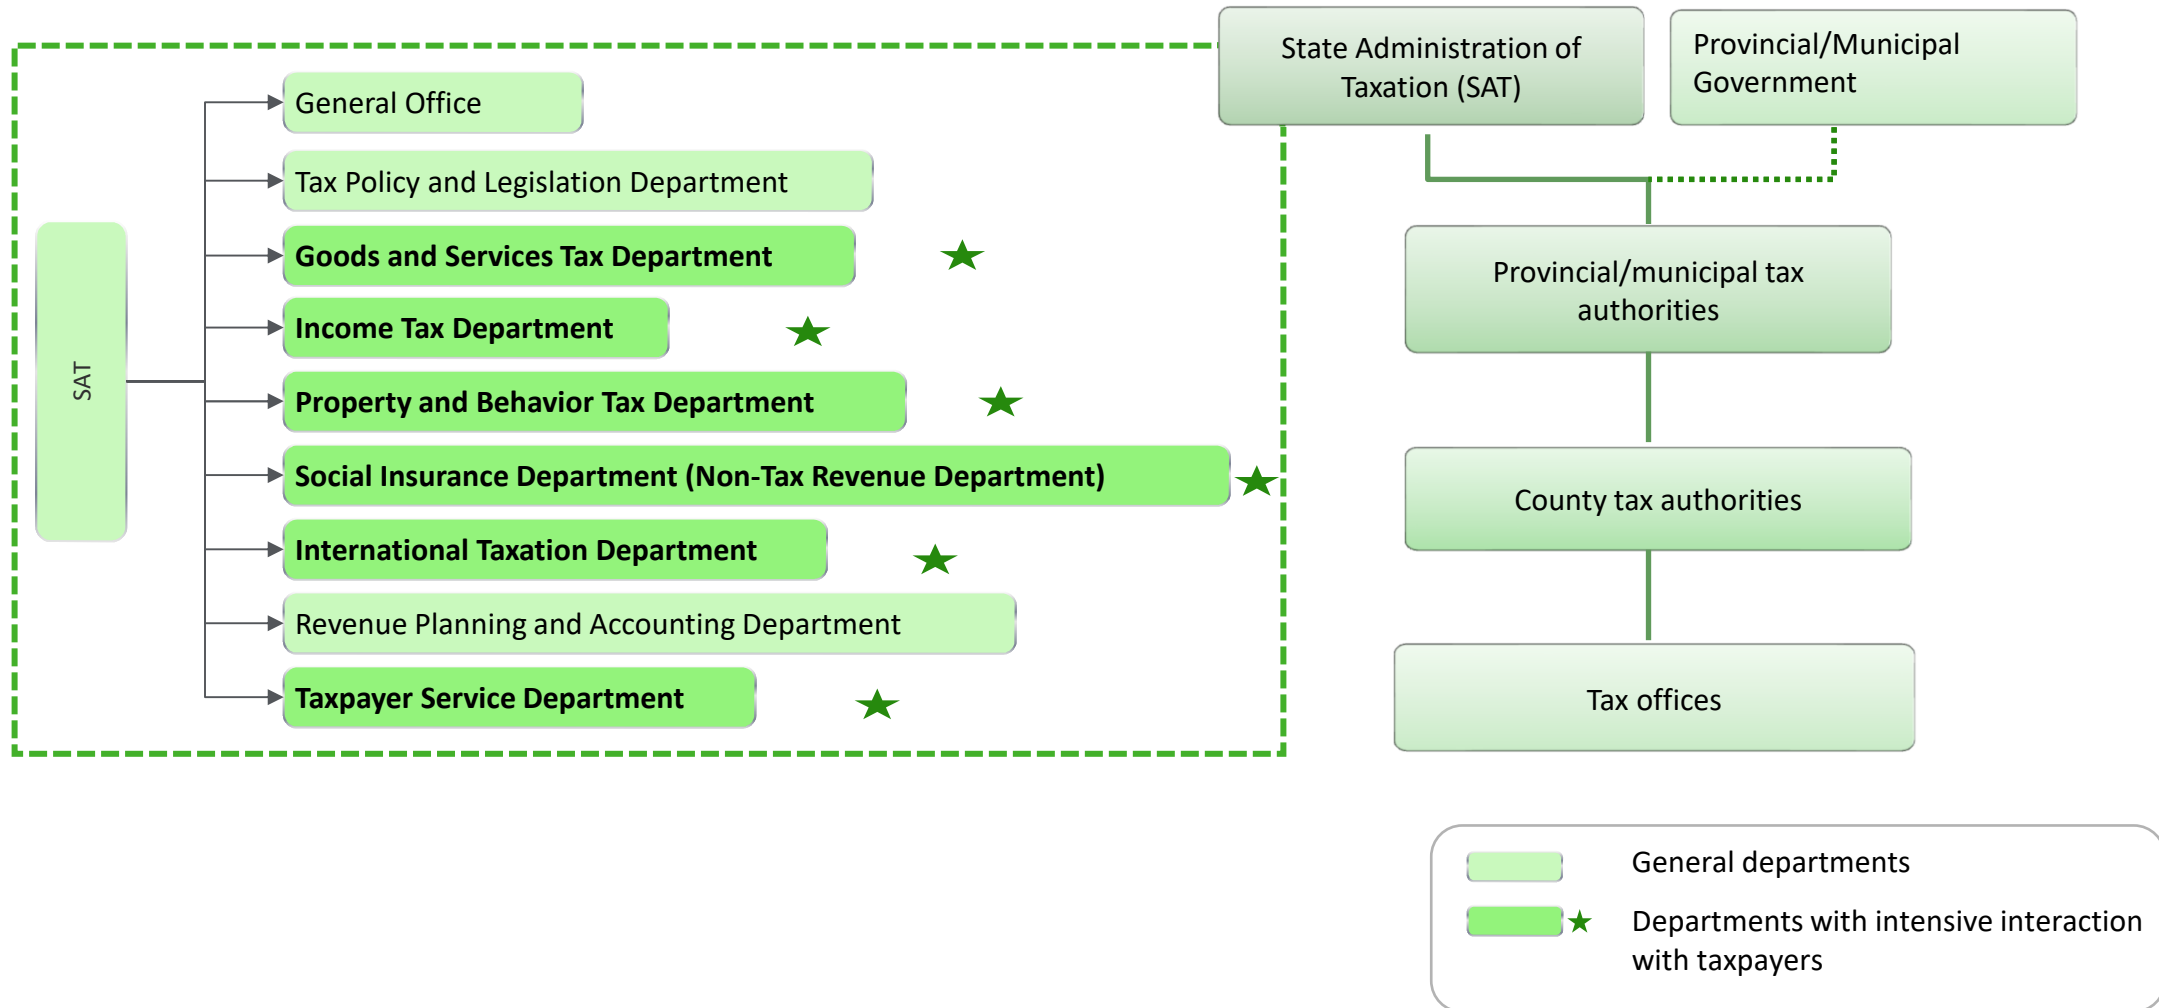 State Administration of
Taxation (SAT)
Provincial/Municipal
Government
SAT
General Office
Tax Policy and Legislation Department
Goods and Services Tax Department
Income Tax Department
Property and Behavior Tax Department
Social Insurance Department (Non-Tax Revenue Department)
International Taxation Department
Revenue Planning and Accounting Department
Taxpayer Service Department
Provincial/municipal tax
authorities
County tax authorities
Tax offices
General departments
Departments with intensive interaction
with taxpayers